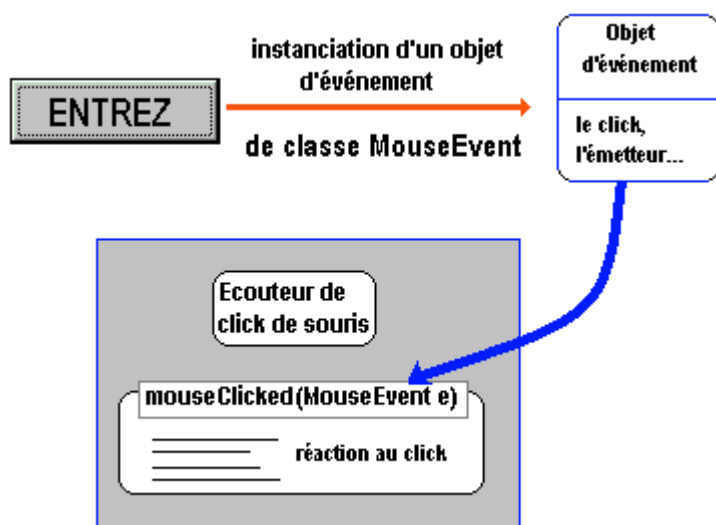 ENTREZ
instanciation d'un objet
d'événement
de classe MouseEvent
Objet
d'événement
le click,
l'émetteur...
Ecouteur de
click de souris
mouseClicked(MouseEvent e)
réaction au click